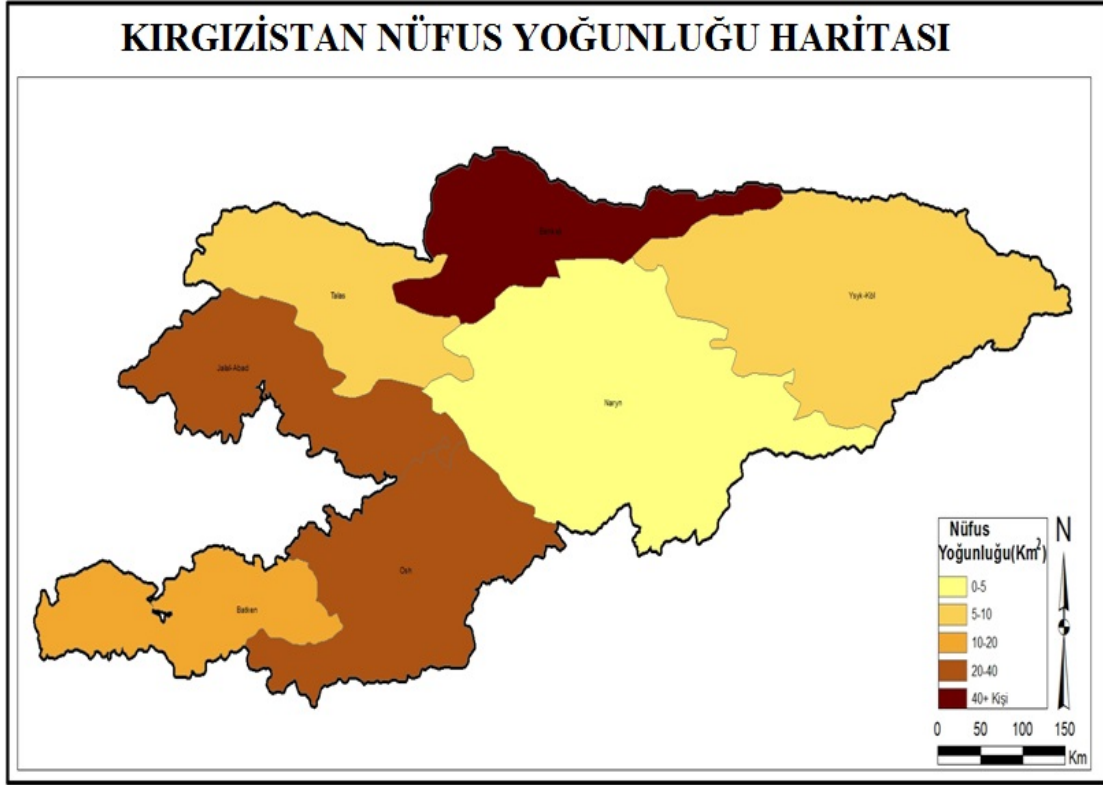 KIRGIZİSTAN NÜFUS YOĞUNLUĞU HARİTASI
Talas
Ysyk-Köl
Jalal-Abad
Naryn
Osh
Batken
Nüfus
Yoğunluğu(Km²)
0-5
5-10
10-20
20-40
40+ Kişi
N
0 50 100 150
Km